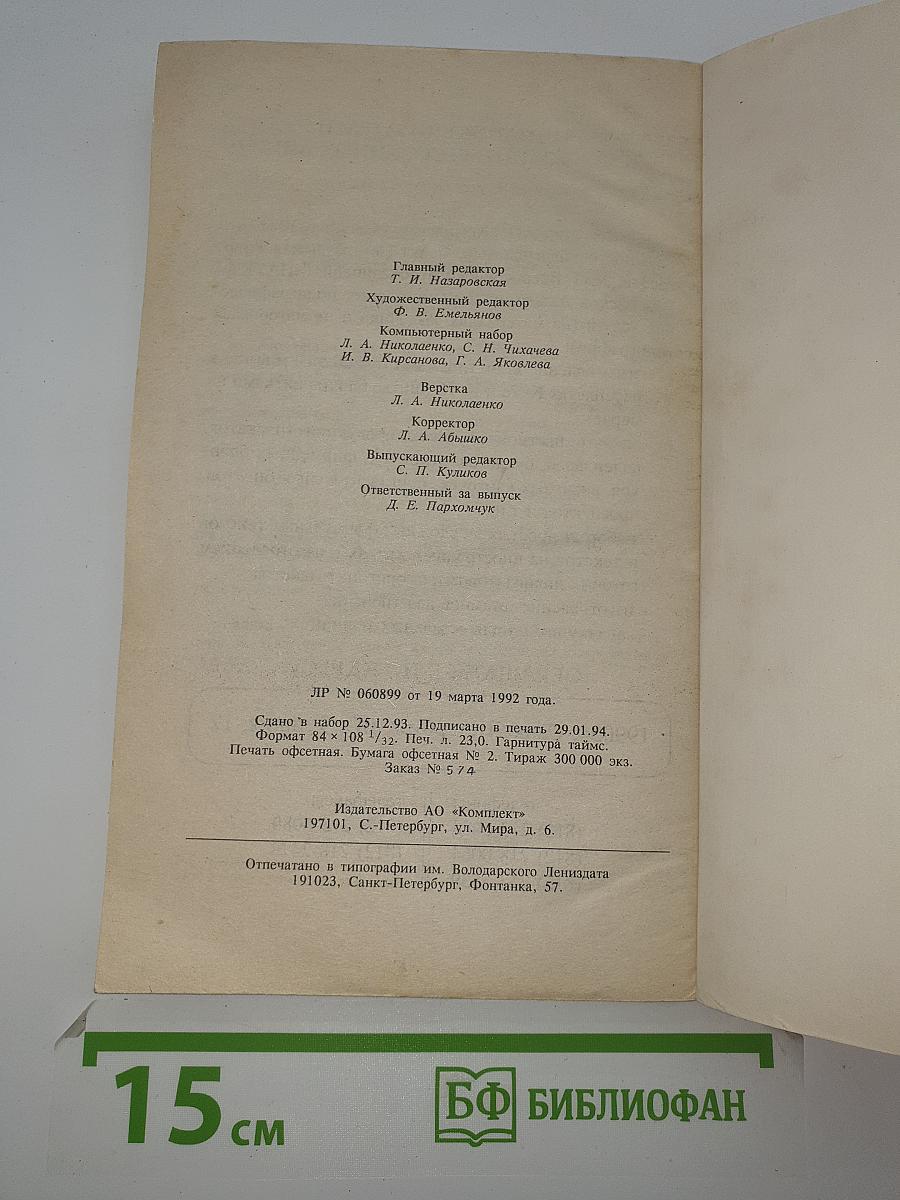 Главный редактор
Т. И. Назаровская
Художественный редактор
Ф. В. Емельянов
Компьютерный набор
Л. А. Николаенко, С. Н. Чихачева
И. В. Кирсанова, Г. А. Яковлева
Верстка
Л. А. Николаенко
Корректор
Л. А. Абышко
Выпускающий редактор
С. П. Куликов
Ответственный за выпуск
Д. Е. Пархомчук
ЛР № 060899 от 19 марта 1992 года.
Сдано в набор 25.12.93. Подписано в печать 29.01.94.
Формат 84×108 1/32. Печ. л. 23,0. Гарнитура таймс.
Печать офсетная. Бумага офсетная № 2. Тираж 300 000 экз.
Заказ № 574
Издательство АО «Комплект»
197101, С.-Петербург, ул. Мира, д. 6.
Отпечатано в типографии им. Володарского Лениздата
191023, Санкт-Петербург, Фонтанка, 57.
15 см
БФ БИБЛИОФАН